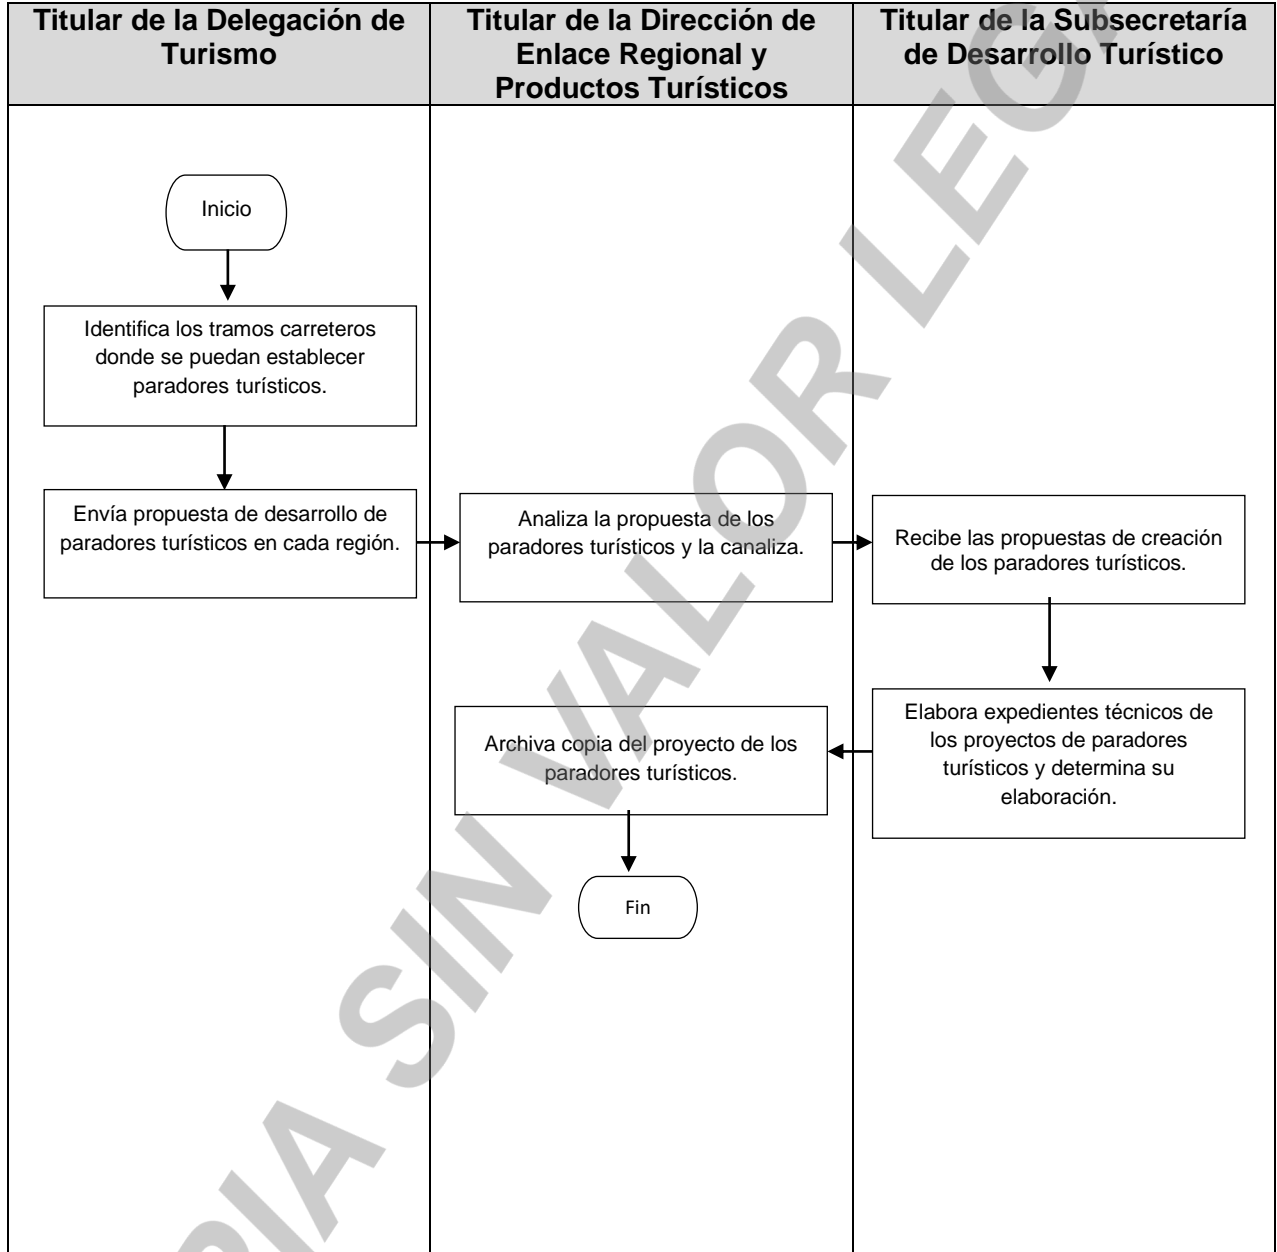 Titular de la Delegación de
Turismo
Titular de la Dirección de
Enlace Regional y
Productos Turísticos
Titular de la Subsecretaría
de Desarrollo Turístico
Inicio
Identifica los tramos carreteros
donde se puedan establecer
paradores turísticos.
Envía propuesta de desarrollo de
paradores turísticos en cada región.
Analiza la propuesta de los
paradores turísticos y la canaliza.
Recibe las propuestas de creación
de los paradores turísticos.
Elabora expedientes técnicos de
los proyectos de paradores
turísticos y determina su
elaboración.
Archiva copia del proyecto de los
paradores turísticos.
Fin
SIN VALOR